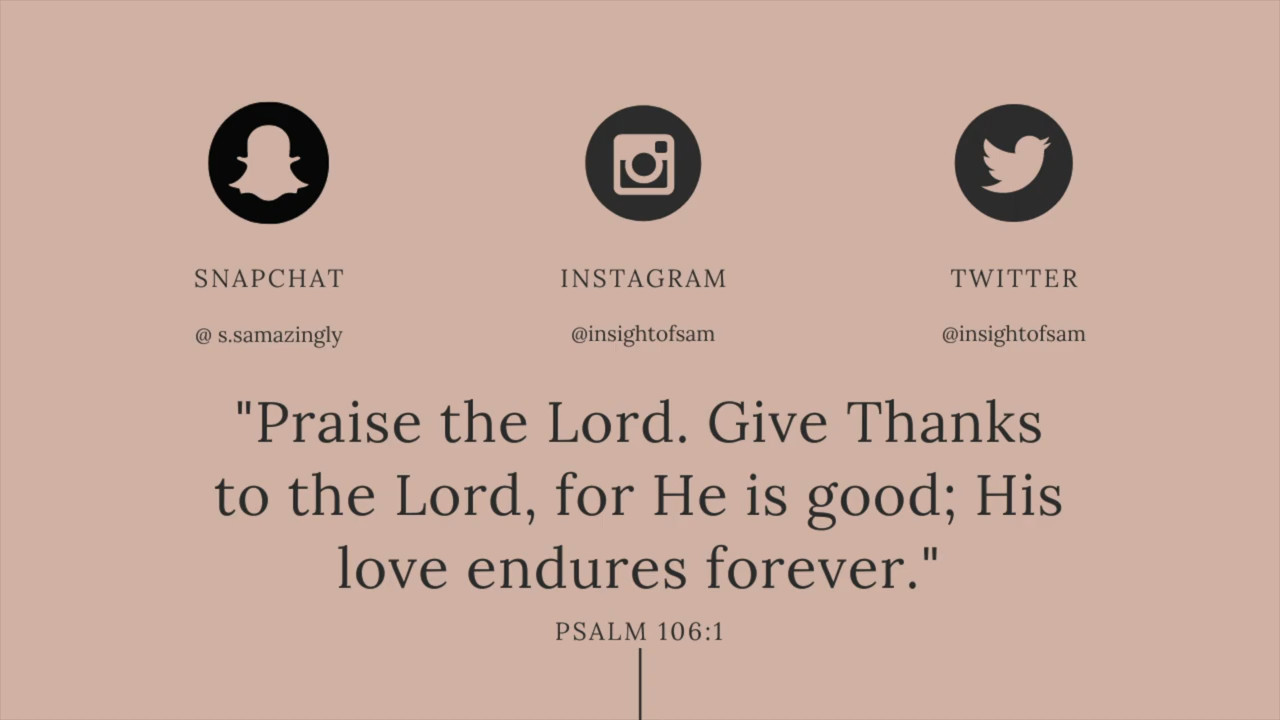 SNAPCHAT
INSTAGRAM
TWITTER
@ s.samazingly
@insightofsam
@insightofsam
"Praise the Lord. Give Thanks
to the Lord, for He is good; His
love endures forever."
PSALM 106:1